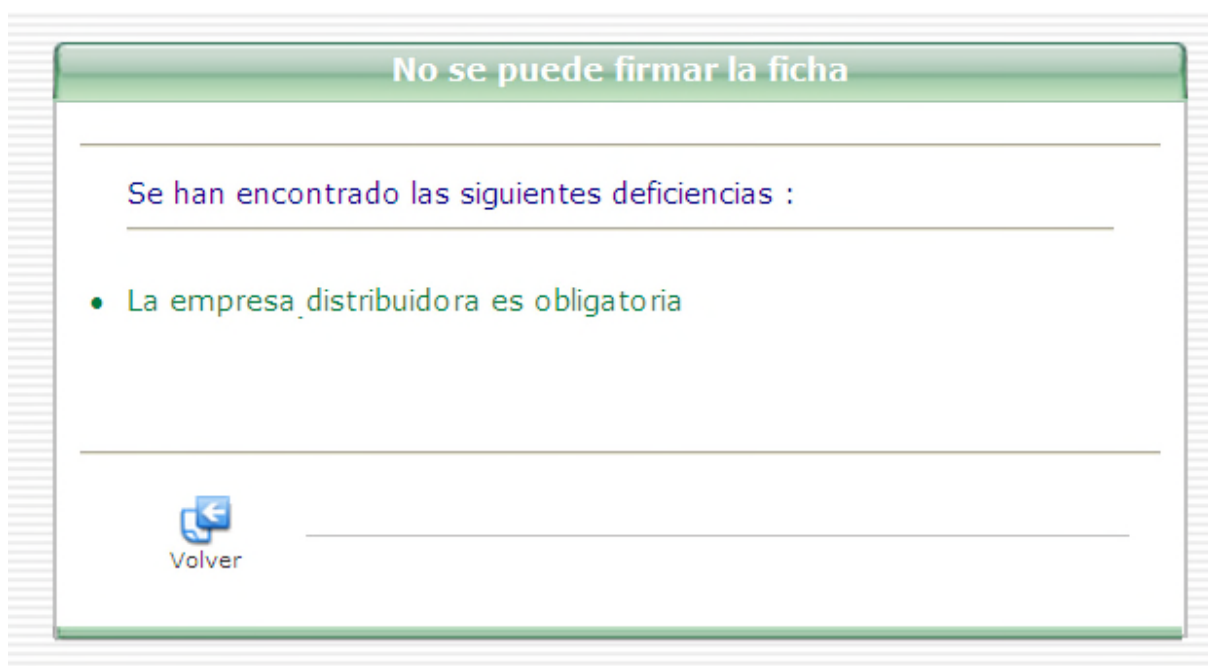 No se puede firmar la ficha
Se han encontrado las siguientes deficiencias :
La empresa distribuidora es obligatoria
Volver